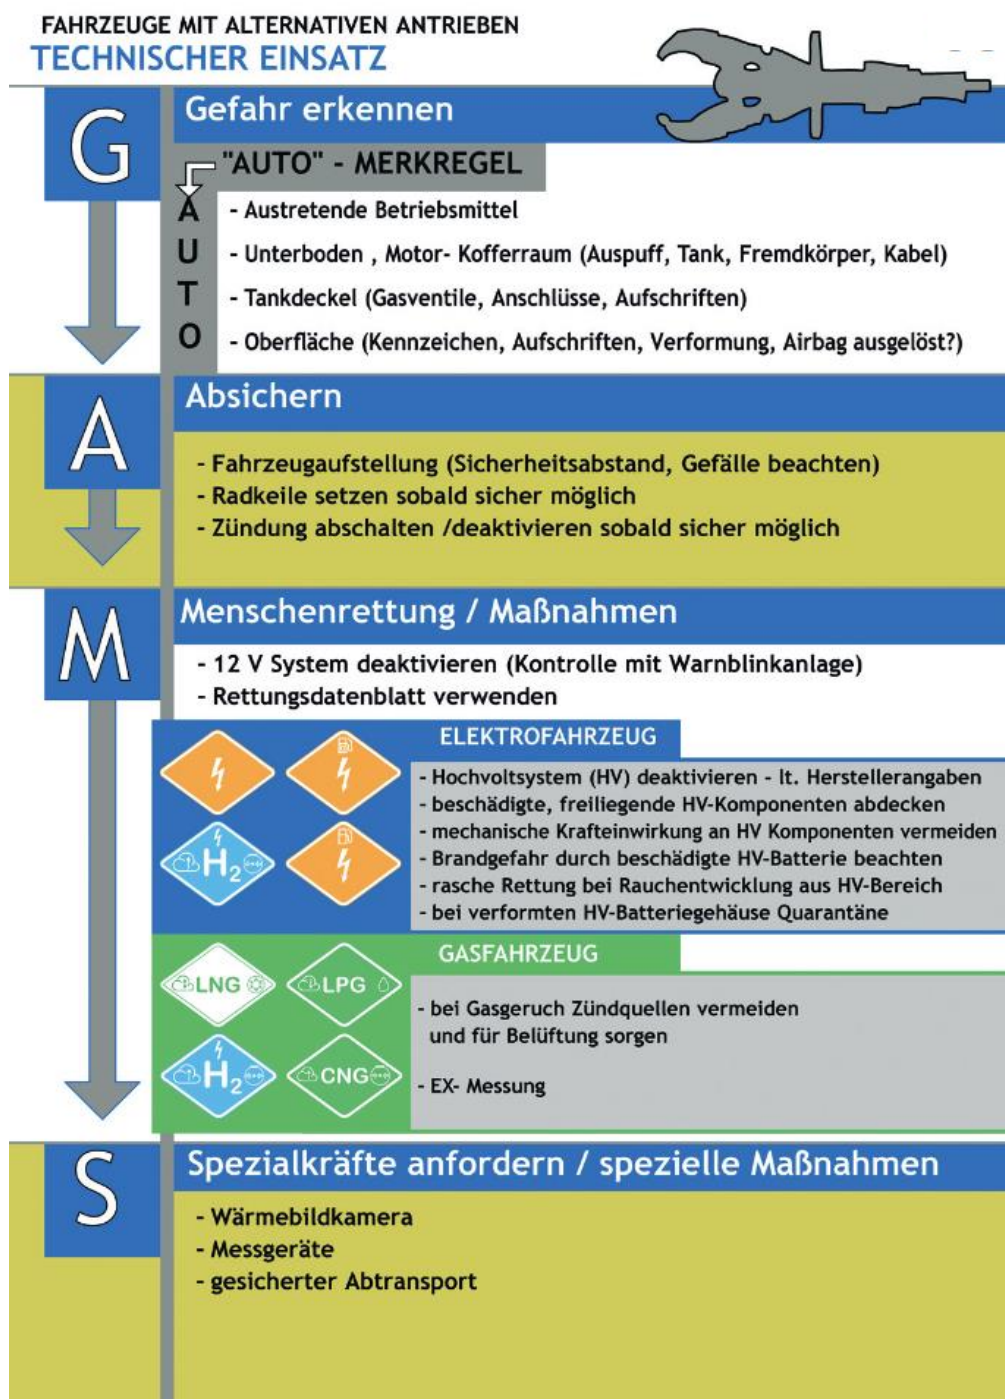 FAHRZEUGE MIT ALTERNATIVEN ANTRIEBEN
TECHNISCHER EINSATZ
G
Gefahr erkennen
"AUTO" - MERKREGEL
A - Austretende Betriebsmittel
U - Unterboden , Motor- Kofferraum (Auspuff, Tank, Fremdkörper, Kabel)
T - Tankdeckel (Gasventile, Anschlüsse, Aufschriften)
O - Oberfläche (Kennzeichen, Aufschriften, Verformung, Airbag ausgelöst?)
A
Absichern
- Fahrzeugaufstellung (Sicherheitsabstand, Gefälle beachten)
- Radkeile setzen sobald sicher möglich
- Zündung abschalten /deaktivieren sobald sicher möglich
M
Menschenrettung / Maßnahmen
- 12 V System deaktivieren (Kontrolle mit Warnblinkanlage)
- Rettungsdatenblatt verwenden
ELEKTROFAHRZEUG
H2
- Hochvoltsystem (HV) deaktivieren - lt. Herstellerangaben
- beschädigte, freiliegende HV-Komponenten abdecken
- mechanische Krafteinwirkung an HV Komponenten vermeiden
- Brandgefahr durch beschädigte HV-Batterie beachten
- rasche Rettung bei Rauchentwicklung aus HV-Bereich
- bei verformten HV-Batteriegehäuse Quarantäne
GASFAHRZEUG
LNG LPG
H2 CNG
- bei Gasgeruch Zündquellen vermeiden
und für Belüftung sorgen
- EX- Messung
S
Spezialkräfte anfordern / spezielle Maßnahmen
- Wärmebildkamera
- Messgeräte
- gesicherter Abtransport